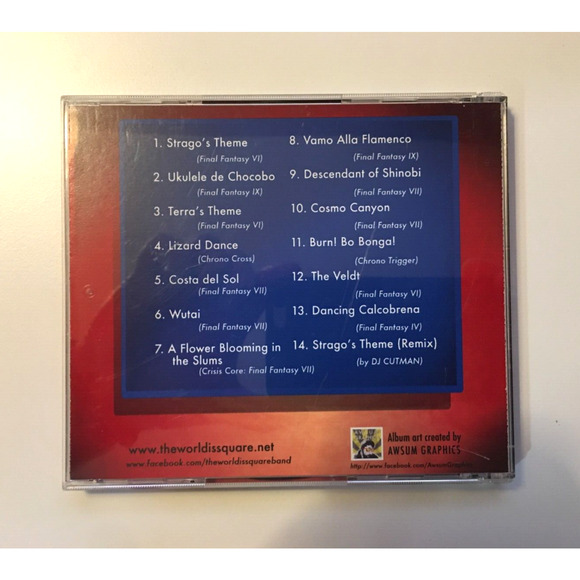 1. Strago's Theme
(Final Fantasy VI)
2. Ukulele de Chocobo
(Final Fantasy IX)
3. Terra's Theme
(Final Fantasy VI)
4. Lizard Dance
(Chrono Cross)
5. Costa del Sol
(Final Fantasy VII)
6. Wutai
(Final Fantasy VII)
7. A Flower Blooming in
the Slums
(Crisis Core: Final Fantasy VII)
8. Vamo Alla Flamenco
(Final Fantasy IX)
9. Descendant of Shinobi
(Final Fantasy VII)
10. Cosmo Canyon
(Final Fantasy VII)
11. Burn! Bo Bonga!
(Chrono Trigger)
12. The Veldt
(Final Fantasy VI)
13. Dancing Calcobrena
(Final Fantasy IV)
14. Strago's Theme (Remix)
(by DJ CUTMAN)
www.theworldissquare.net
www.facebook.com/theworldissquareband
Album art created by
AWSUM GRAPHICS
http://www.facebook.com/AwsumGraphics